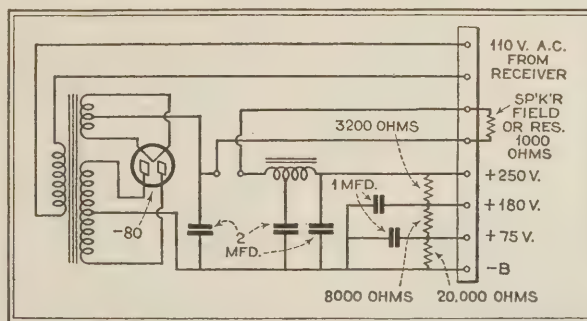 110 V. A.C.
FROM
RECEIVER
SP'K'R
FIELD
OR RES.
1000
OHMS
3200 OHMS
+250 V.
1 MFD.
+180 V.
-80
2
MFD.
+75 V.
-B
8000 OHMS
20,000 OHMS